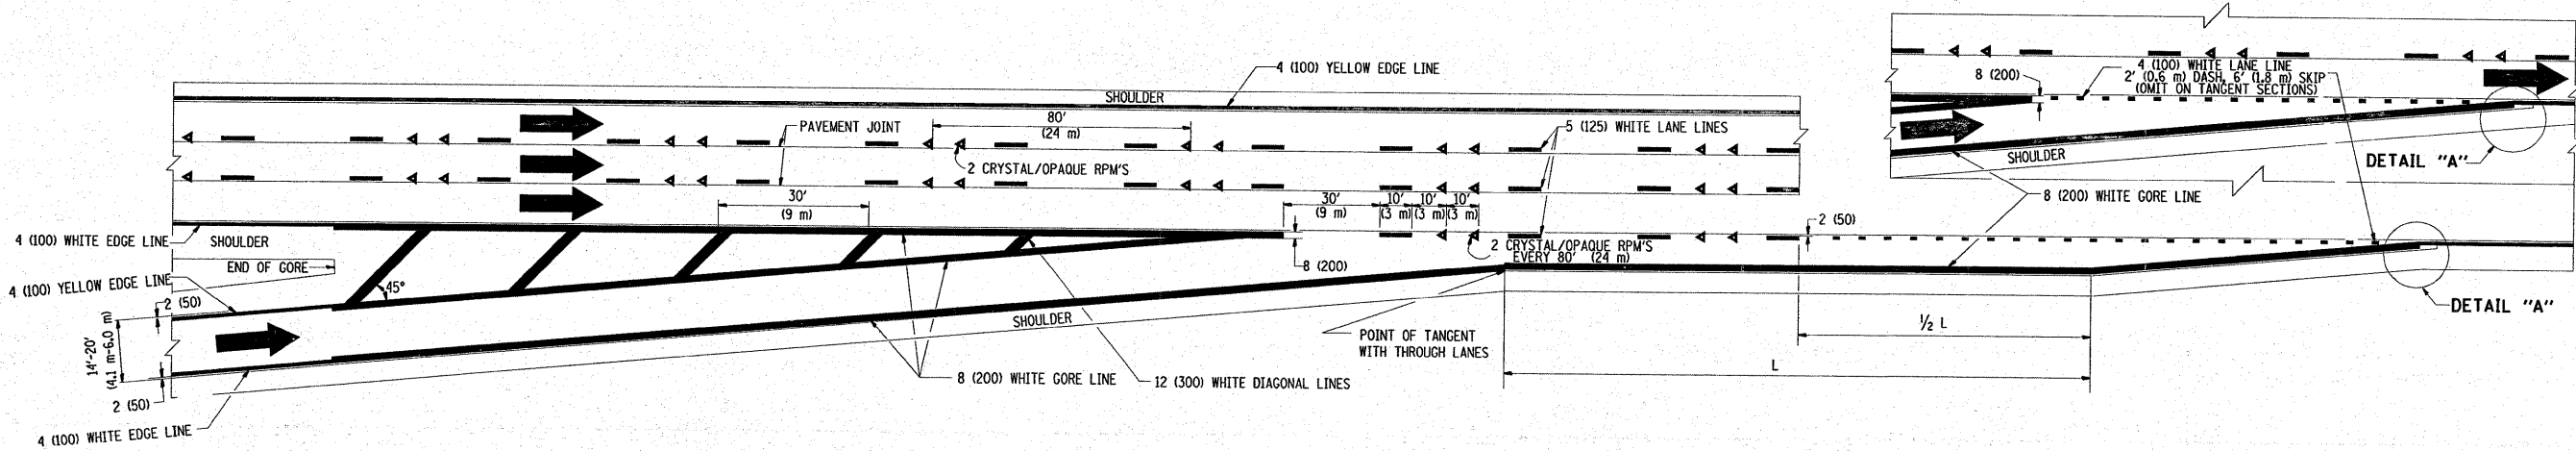 4 (100) YELLOW EDGE LINE
SHOULDER
PAVEMENT JOINT
80'
(24 m)
5 (125) WHITE LANE LINES
2 CRYSTAL/OPAQUE RPM'S
30'
(9 m)
30'
(9 m)
10'
(3 m)
10'
(3 m)
10'
(3 m)
4 (100) WHITE EDGE LINE
SHOULDER
END OF GORE
4 (100) YELLOW EDGE LINE
2 (50)
45°
14'-20'
(4.1 m-6.0 m)
2 (50)
4 (100) WHITE EDGE LINE
8 (200)
2 CRYSTAL/OPAQUE RPM'S
EVERY 80' (24 m)
SHOULDER
8 (200) WHITE GORE LINE
12 (300) WHITE DIAGONAL LINES
POINT OF TANGENT
WITH THROUGH LANES
2 (50)
1/2 L
L
8 (200)
4 (100) WHITE LANE LINE
2' (0.6 m) DASH, 6' (1.8 m) SKIP
(OMIT ON TANGENT SECTIONS)
SHOULDER
DETAIL "A"
8 (200) WHITE GORE LINE
DETAIL "A"